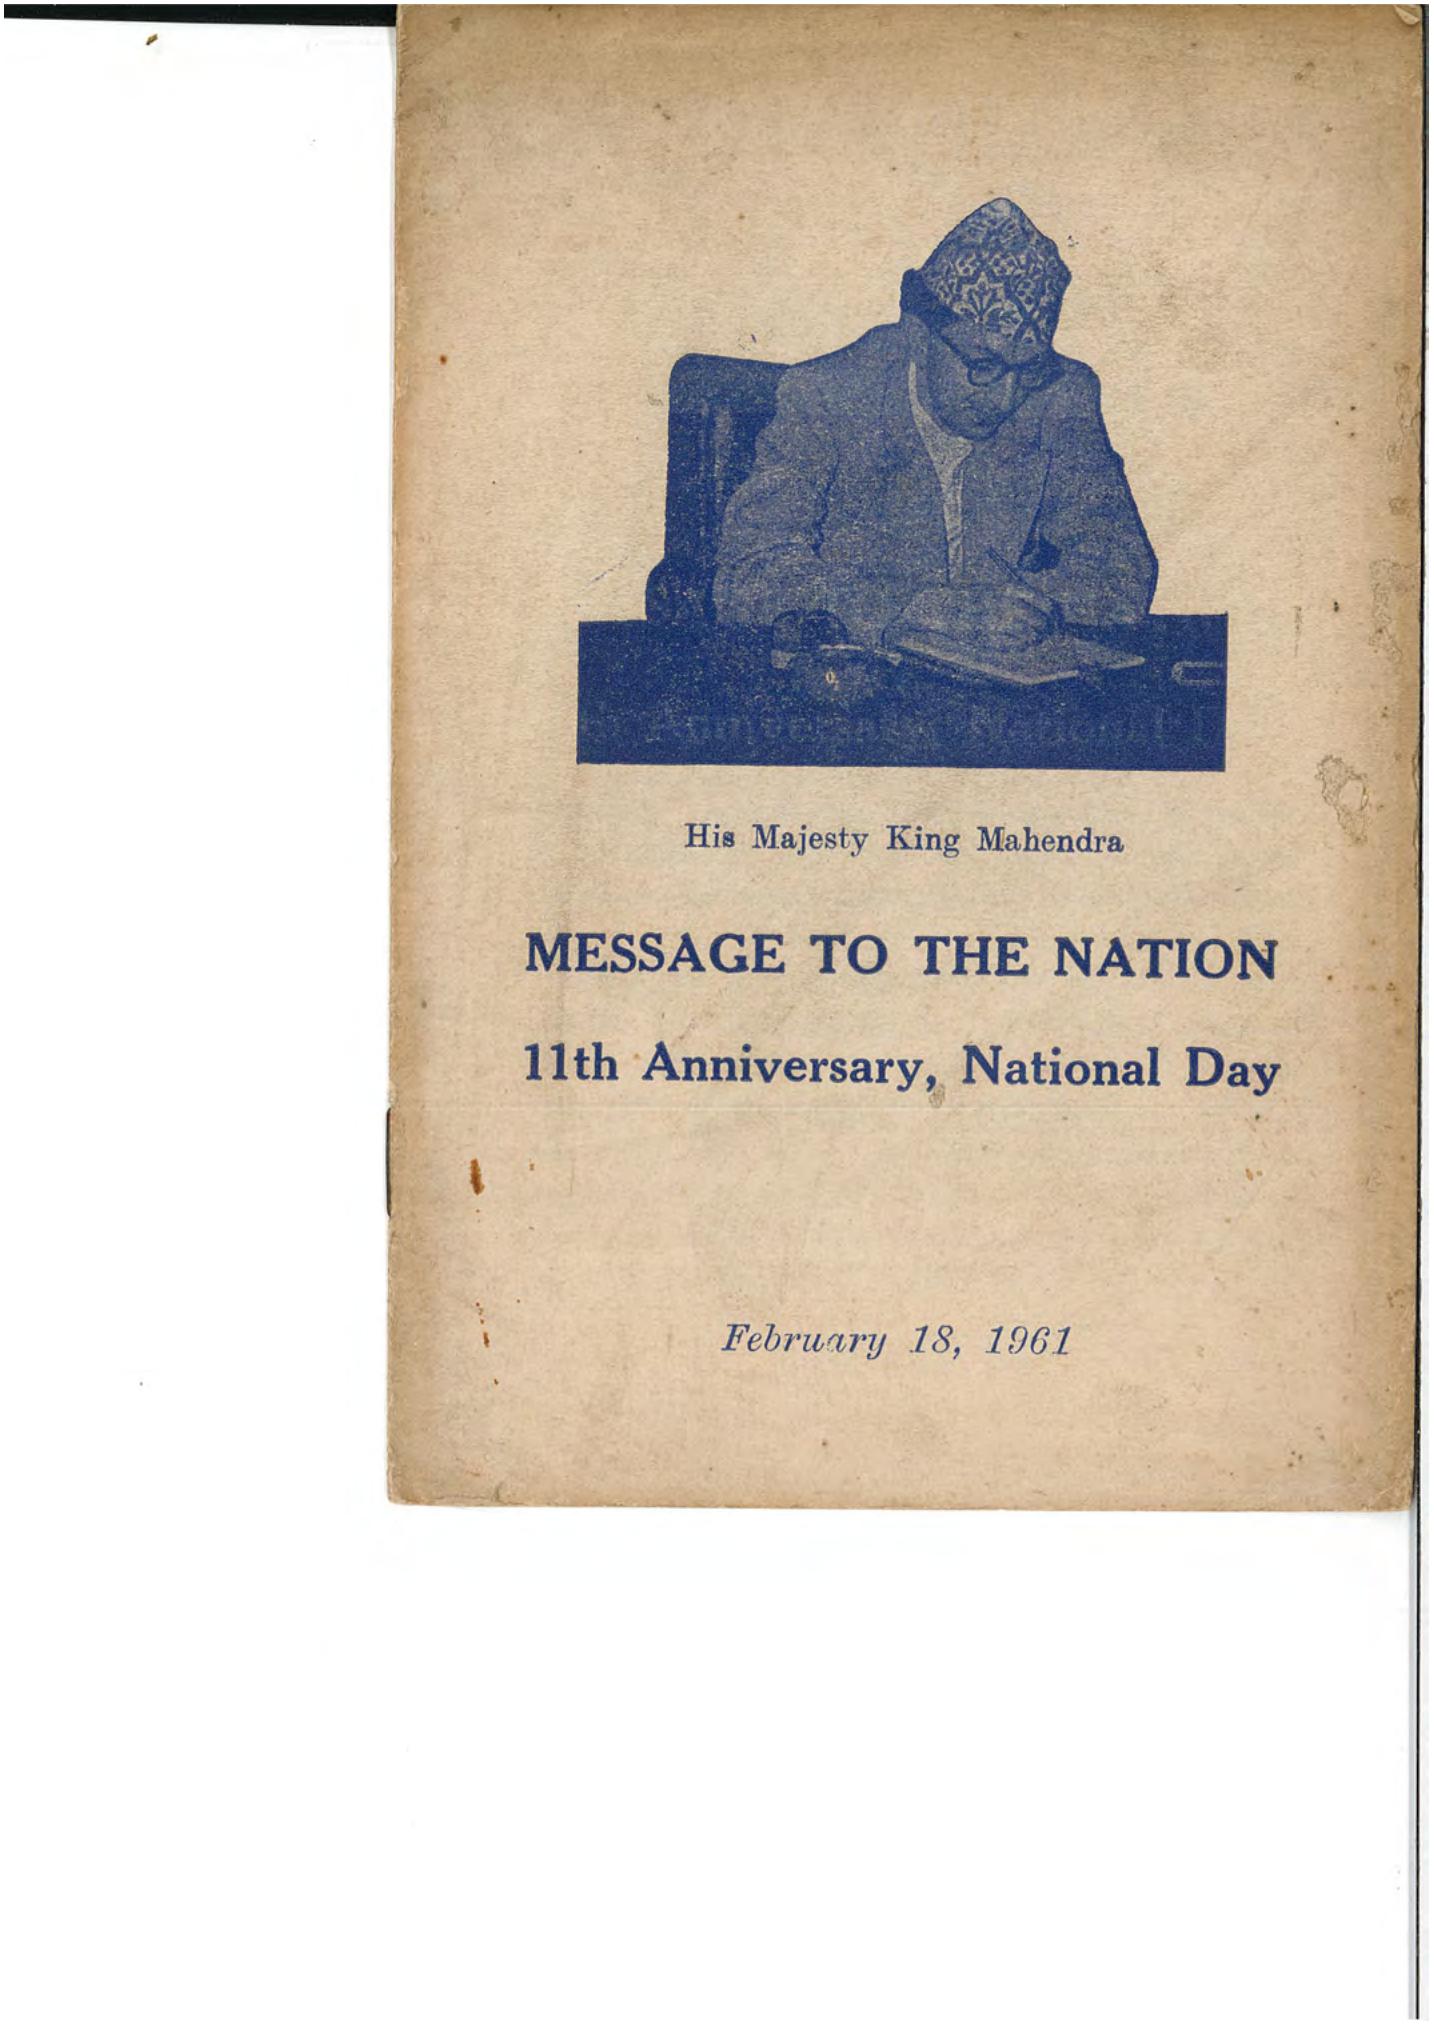 His Majesty King Mahendra
MESSAGE TO THE NATION
11th Anniversary, National Day
February 18, 1961